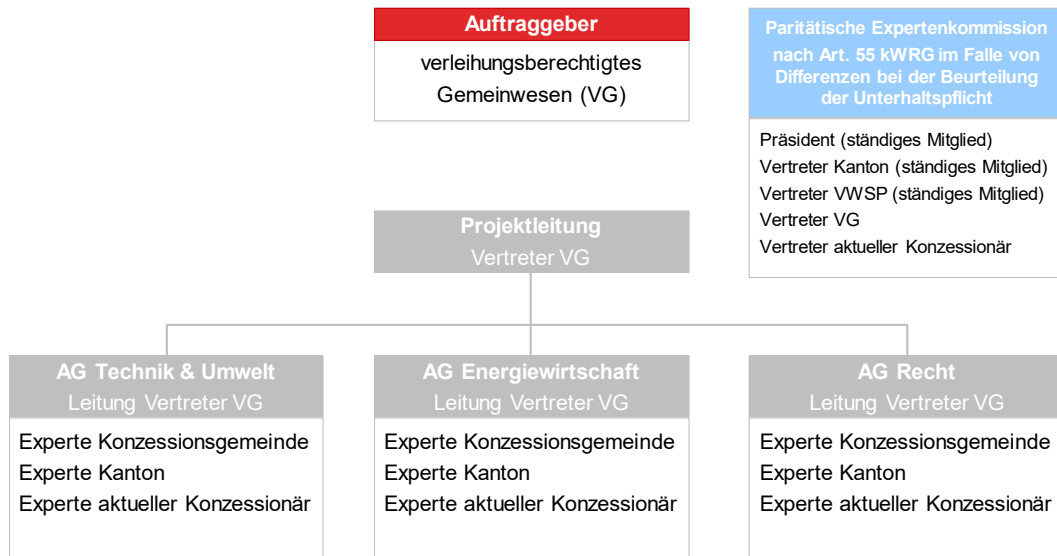 Auftraggeber
verleihungsberechtigtes
Gemeinwesen (VG)
Paritätische Expertenkommission
nach Art. 55 kWRG im Falle von
Differenzen bei der Beurteilung
der Unterhaltspflicht
Präsident (ständiges Mitglied)
Vertreter Kanton (ständiges Mitglied)
Vertreter VWSP (ständiges Mitglied)
Vertreter VG
Vertreter aktueller Konzessionär
Projektleitung
Vertreter VG
AG Technik & Umwelt
Leitung Vertreter VG
Experte Konzessionsgemeinde
Experte Kanton
Experte aktueller Konzessionär
AG Energiewirtschaft
Leitung Vertreter VG
Experte Konzessionsgemeinde
Experte Kanton
Experte aktueller Konzessionär
AG Recht
Leitung Vertreter VG
Experte Konzessionsgemeinde
Experte Kanton
Experte aktueller Konzessionär